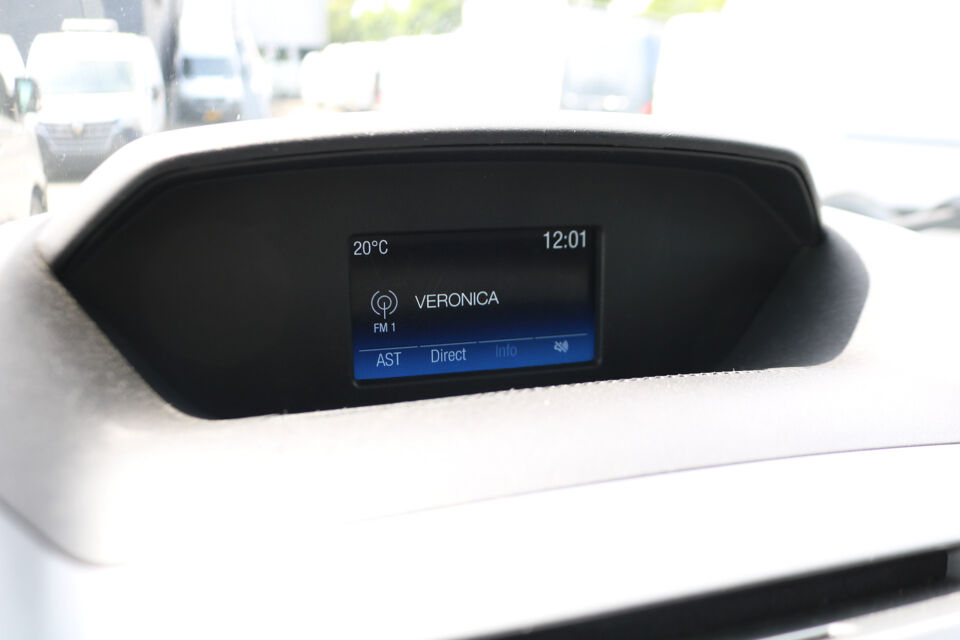 20°C 12:01
VERONICA
FM 1
AST Direct Info